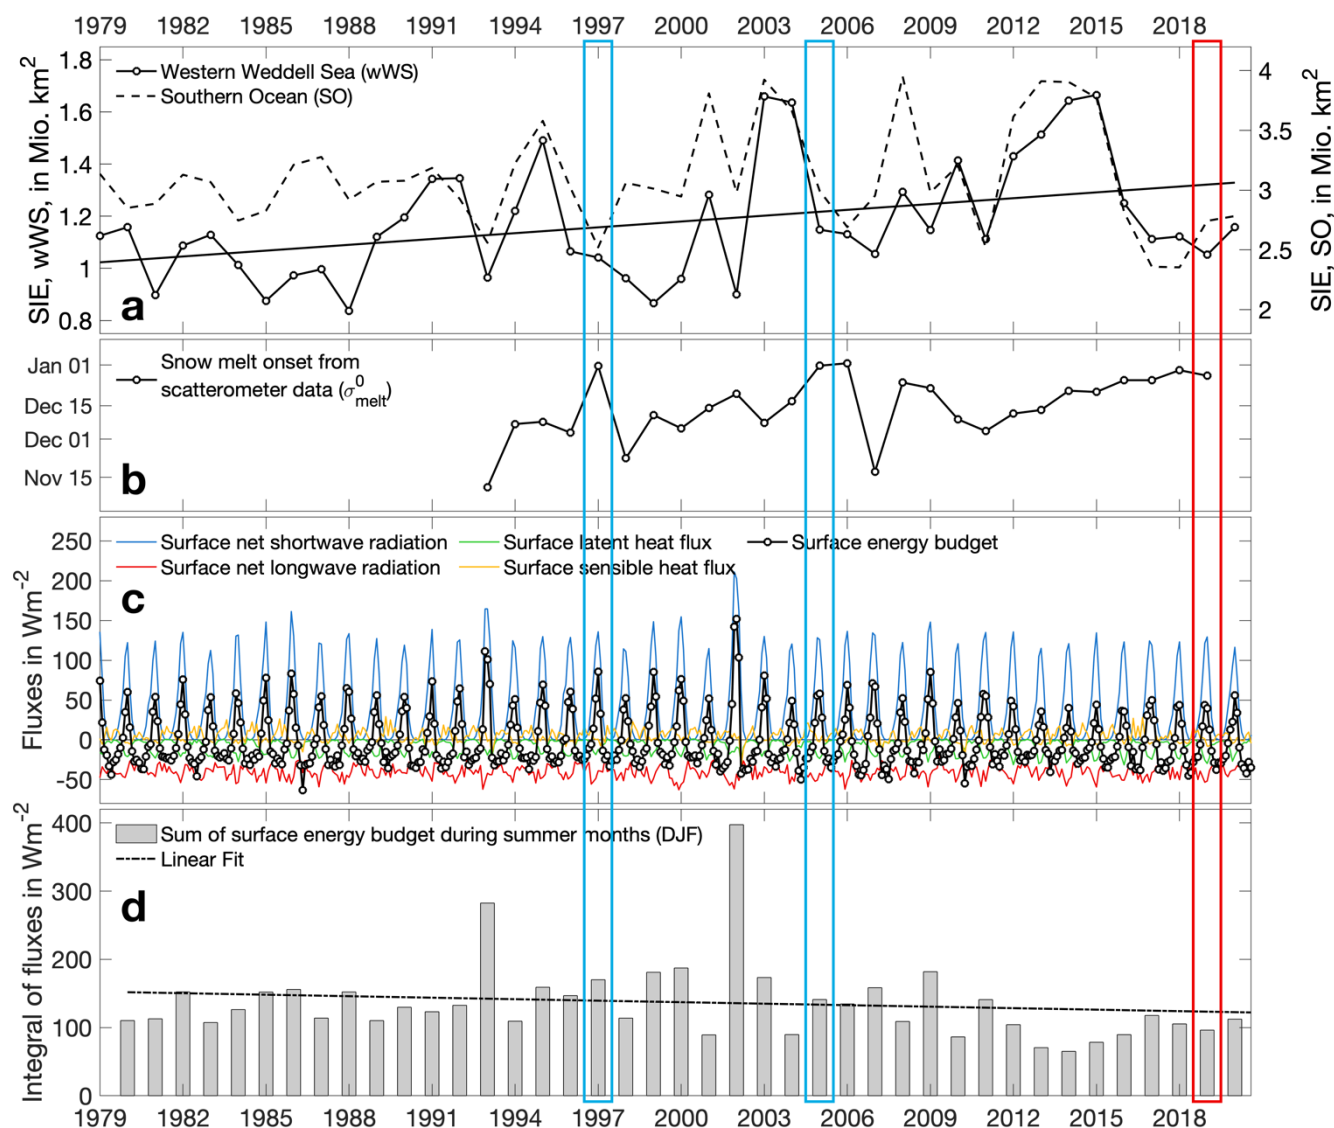 1979 1982 1985 1988 1991 1994 1997 2000 2003 2006 2009 2012 2015 2018
SIE, wWS, in Mio. km²
1.8
1.6
1.4
1.2
1
0.8
Western Weddell Sea (wWS)
Southern Ocean (SO)
a
4
3.5
3
2.5
2
SIE, SO, in Mio. km²
Jan 01
Dec 15
Dec 01
Nov 15
Snow melt onset from
scatterometer data (σ⁰melt)
b
Fluxes in Wm⁻²
250
200
150
100
50
0
−50
Surface net shortwave radiation
Surface latent heat flux
Surface energy budget
Surface net longwave radiation
Surface sensible heat flux
c
Integral of fluxes in Wm⁻²
400
300
200
100
0
Sum of surface energy budget during summer months (DJF)
Linear Fit
d
1979 1982 1985 1988 1991 1994 1997 2000 2003 2006 2009 2012 2015 2018